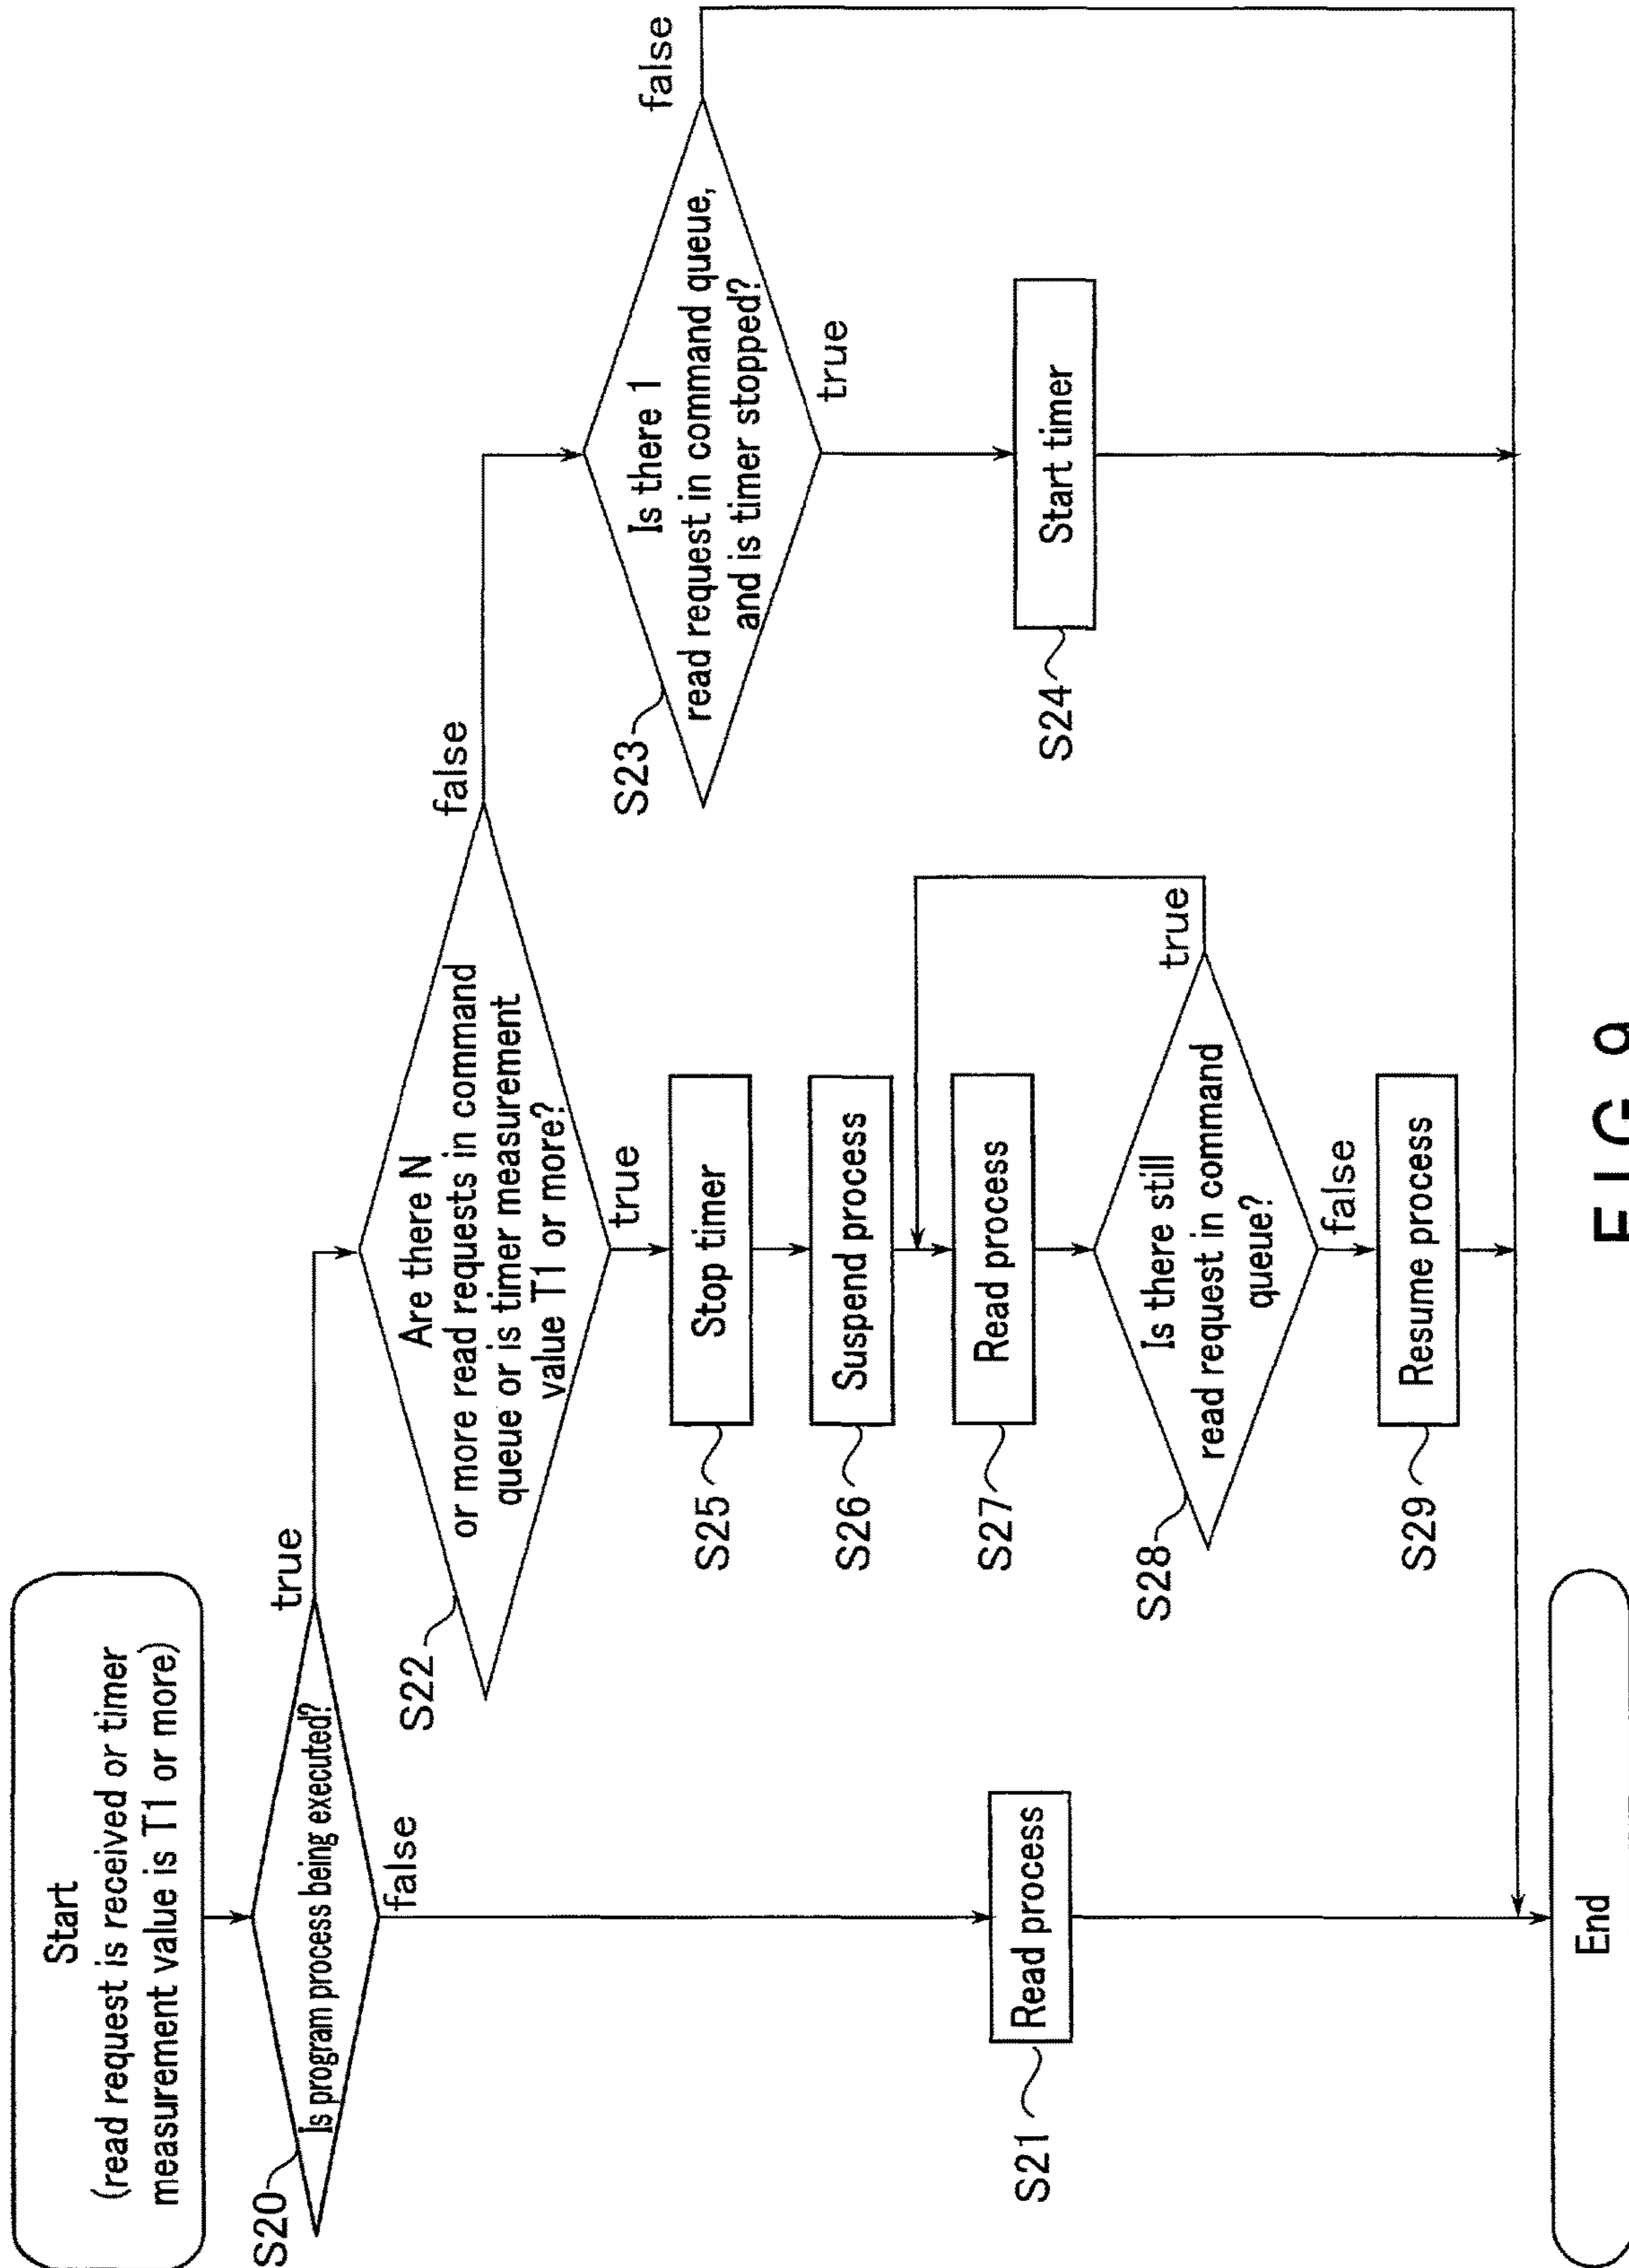 Start
(read request is received or timer
measurement value is T1 or more)
S20
Is program process being executed?
true
false
S21
Read process
S22
Are there N
or more read requests in command
queue or is timer measurement
value T1 or more?
false
true
S23
Is there 1
read request in command queue,
and is timer stopped?
false
true
S24
Start timer
S25
Stop timer
S26
Suspend process
S27
Read process
S28
Is there still
read request in command
queue?
true
false
S29
Resume process
End
FIG. 9